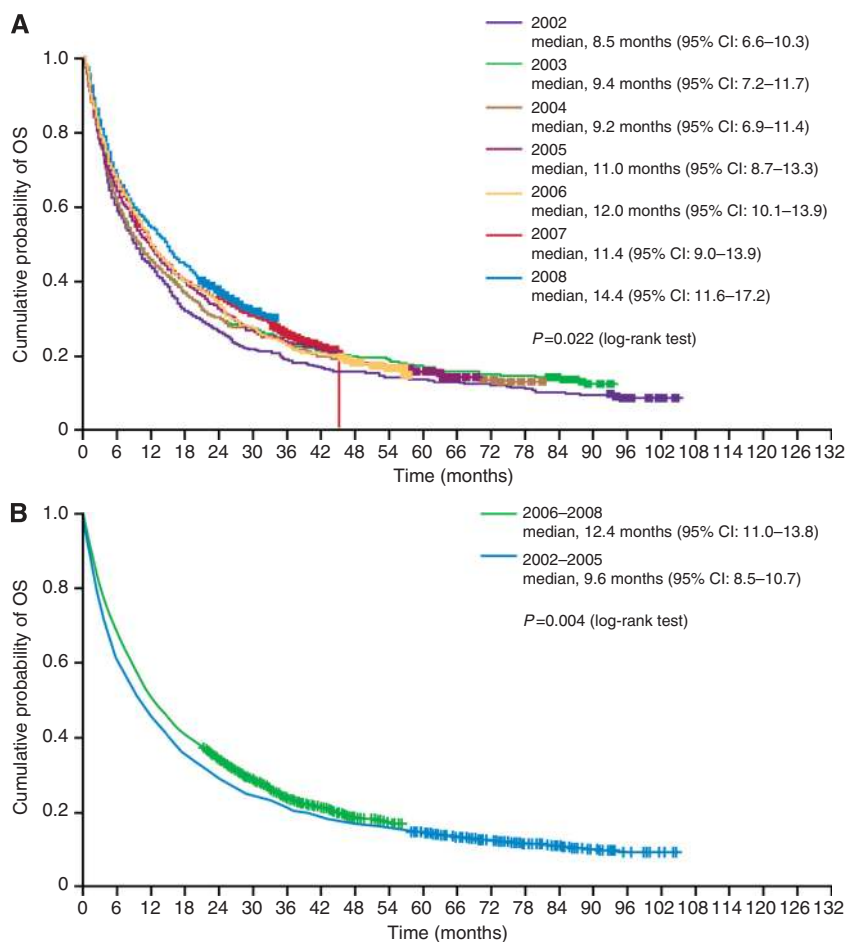 A
2002
median, 8.5 months (95% CI: 6.6–10.3)
2003
median, 9.4 months (95% CI: 7.2–11.7)
2004
median, 9.2 months (95% CI: 6.9–11.4)
2005
median, 11.0 months (95% CI: 8.7–13.3)
2006
median, 12.0 months (95% CI: 10.1–13.9)
2007
median, 11.4 (95% CI: 9.0–13.9)
2008
median, 14.4 (95% CI: 11.6–17.2)
P=0.022 (log-rank test)
Cumulative probability of OS
1.0
0.8
0.6
0.4
0.2
0
0 6 12 18 24 30 36 42 48 54 60 66 72 78 84 90 96 102 108 114 120 126 132
Time (months)
B
2006–2008
median, 12.4 months (95% CI: 11.0–13.8)
2002–2005
median, 9.6 months (95% CI: 8.5–10.7)
P=0.004 (log-rank test)
Cumulative probability of OS
1.0
0.8
0.6
0.4
0.2
0
0 6 12 18 24 30 36 42 48 54 60 66 72 78 84 90 96 102 108 114 120 126 132
Time (months)